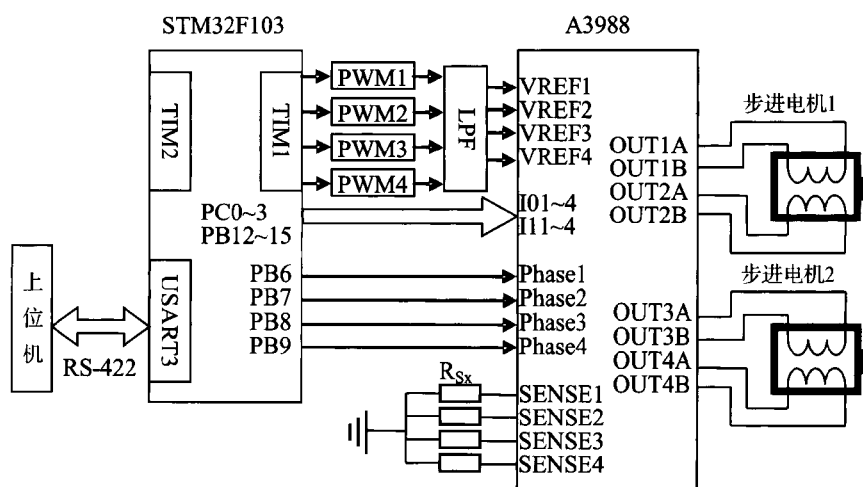 STM32F103
A3988
TIM2
TIM1
PWM1
PWM2
PWM3
PWM4
LPF
VREF1
VREF2
VREF3
VREF4
PC0~3
PB12~15
I01~4
I11~4
上位机
RS-422
USART3
PB6
PB7
PB8
PB9
Phase1
Phase2
Phase3
Phase4
RSx
SENSE1
SENSE2
SENSE3
SENSE4
步进电机1
OUT1A
OUT1B
OUT2A
OUT2B
步进电机2
OUT3A
OUT3B
OUT4A
OUT4B